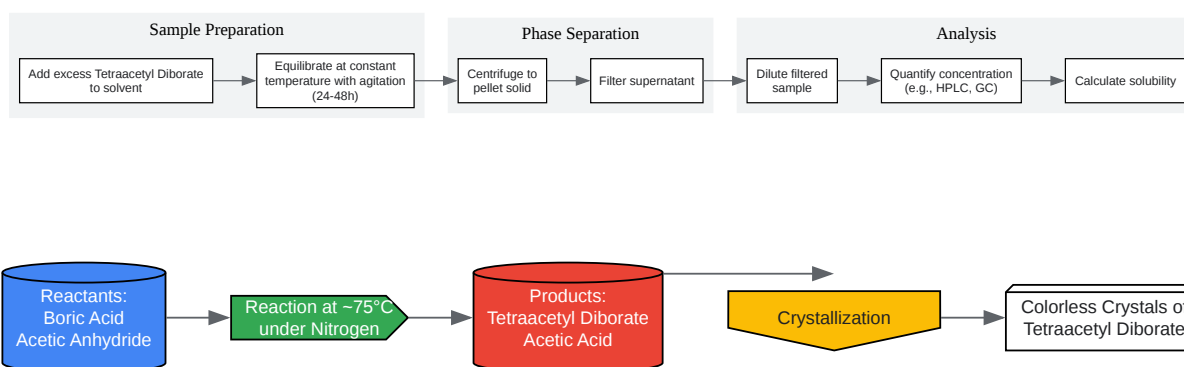 Sample Preparation
Phase Separation
Analysis
Add excess Tetraacetyl Diborate
to solvent
Equilibrate at constant
temperature with agitation
(24-48h)
Centrifuge to
pellet solid
Filter supernatant
Dilute filtered
sample
Quantify concentration
(e.g., HPLC, GC)
Calculate solubility
Reactants:
Boric Acid
Acetic Anhydride
Reaction at ~75°C
under Nitrogen
Products:
Tetraacetyl Diborate
Acetic Acid
Crystallization
Colorless Crystals of
Tetraacetyl Diborate